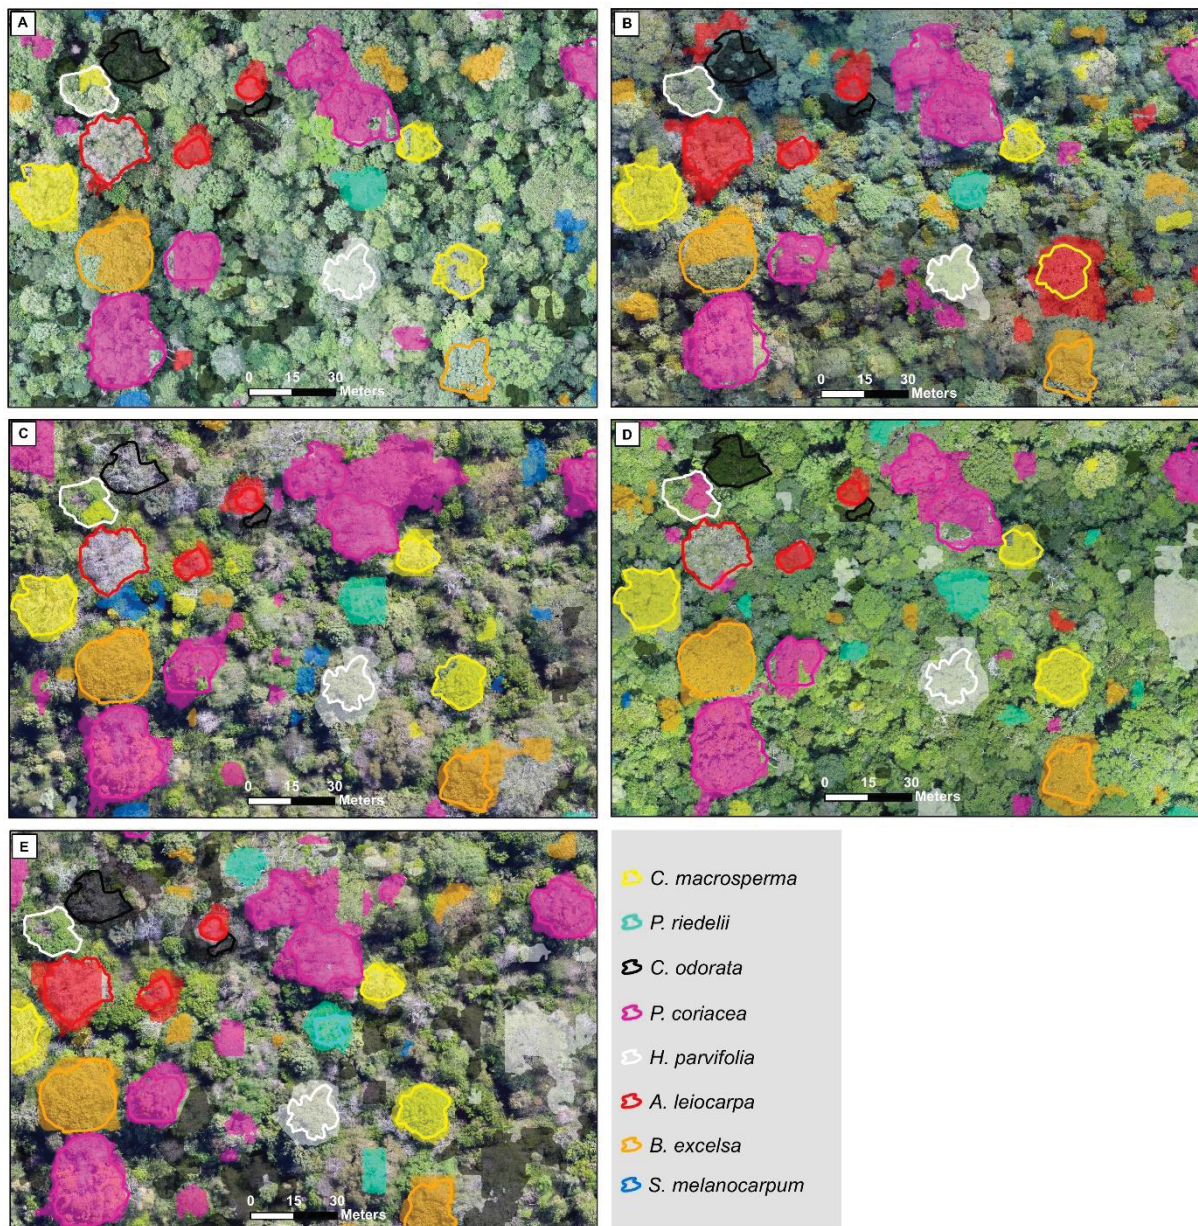 A
B
0 15 30
Meters
0 15 30
Meters
C
D
0 15 30
Meters
0 15 30
Meters
E
0 15 30
Meters
C. macrosperma
P. riedelii
C. odorata
P. coriacea
H. parvifolia
A. leiocarpa
B. excelsa
S. melanocarpum